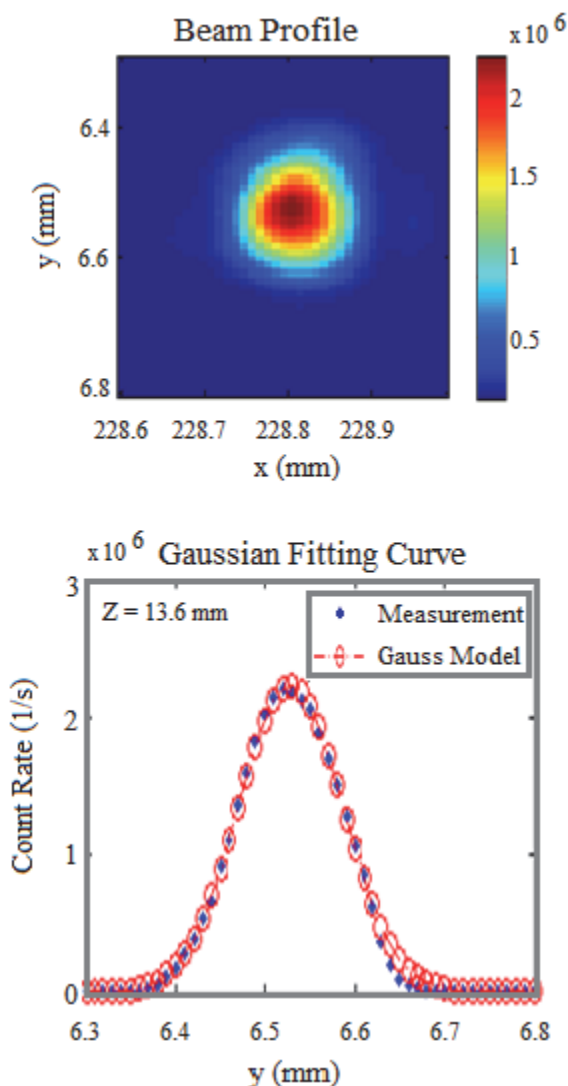 Beam Profile
x 10 6
y (mm)
6.4
6.6
6.8
228.6 228.7 228.8 228.9
x (mm)
2
1.5
1
0.5
x 10 6 Gaussian Fitting Curve
Z = 13.6 mm
Measurement
Gauss Model
Count Rate (1/s)
3
2
1
0
6.3 6.4 6.5 6.6 6.7 6.8
y (mm)